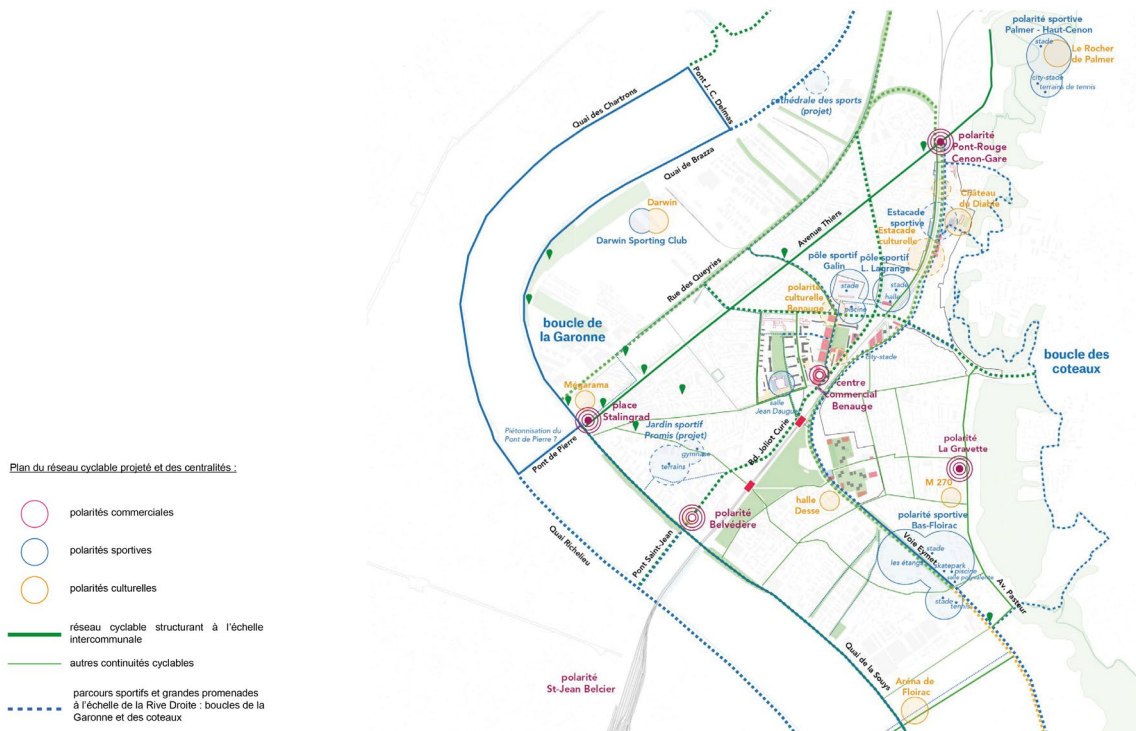 polarité sportive
Palmer - Haut-Cenon
stade
Le Rocher
de Palmer
city-stade
terrains de tennis
Pont J. C. Delmas
Quai des Chartrons
cathédrale des sports
(projet)
Quai de Brazza
polarité
Pont-Rouge
Cenon-Gare
Darwin
Darwin Sporting Club
Château
du Diable
Estacade
sportive
Estacade
culturelle
Avenue Thiers
Rue des Queyries
pôle sportif
Galin
pôle sportif
L. Lagrange
stade
piscine
stade
halle
polarité
culturelle
Benauge
boucle de
la Garonne
city-stade
boucle des
coteaux
Mégarama
place
Stalingrad
salle
Jean Dauguet
centre
commercial
Benauge
Piétonnisation du
Pont de Pierre ?
Pont de Pierre
Jardin sportif
Promis (projet)
gymnase
terrains
Bd. Joliot Curie
polarité
La Gravette
M 270
halle
Desse
polarité
Belvédère
polarité sportive
Bas-Floirac
Voie Eymet
stade
les étangs
skatepark
piscine
salle polyvalente
stade
tennis
Av. Pasteur
Quai Richelieu
Pont Saint-Jean
Quai de la Souys
polarité
St-Jean Belcier
Aréna de
Floirac
Plan du réseau cyclable projeté et des centralités :
polarités commerciales
polarités sportives
polarités culturelles
réseau cyclable structurant à l'échelle
intercommunale
autres continuités cyclables
parcours sportifs et grandes promenades
à l'échelle de la Rive Droite : boucles de la
Garonne et des coteaux